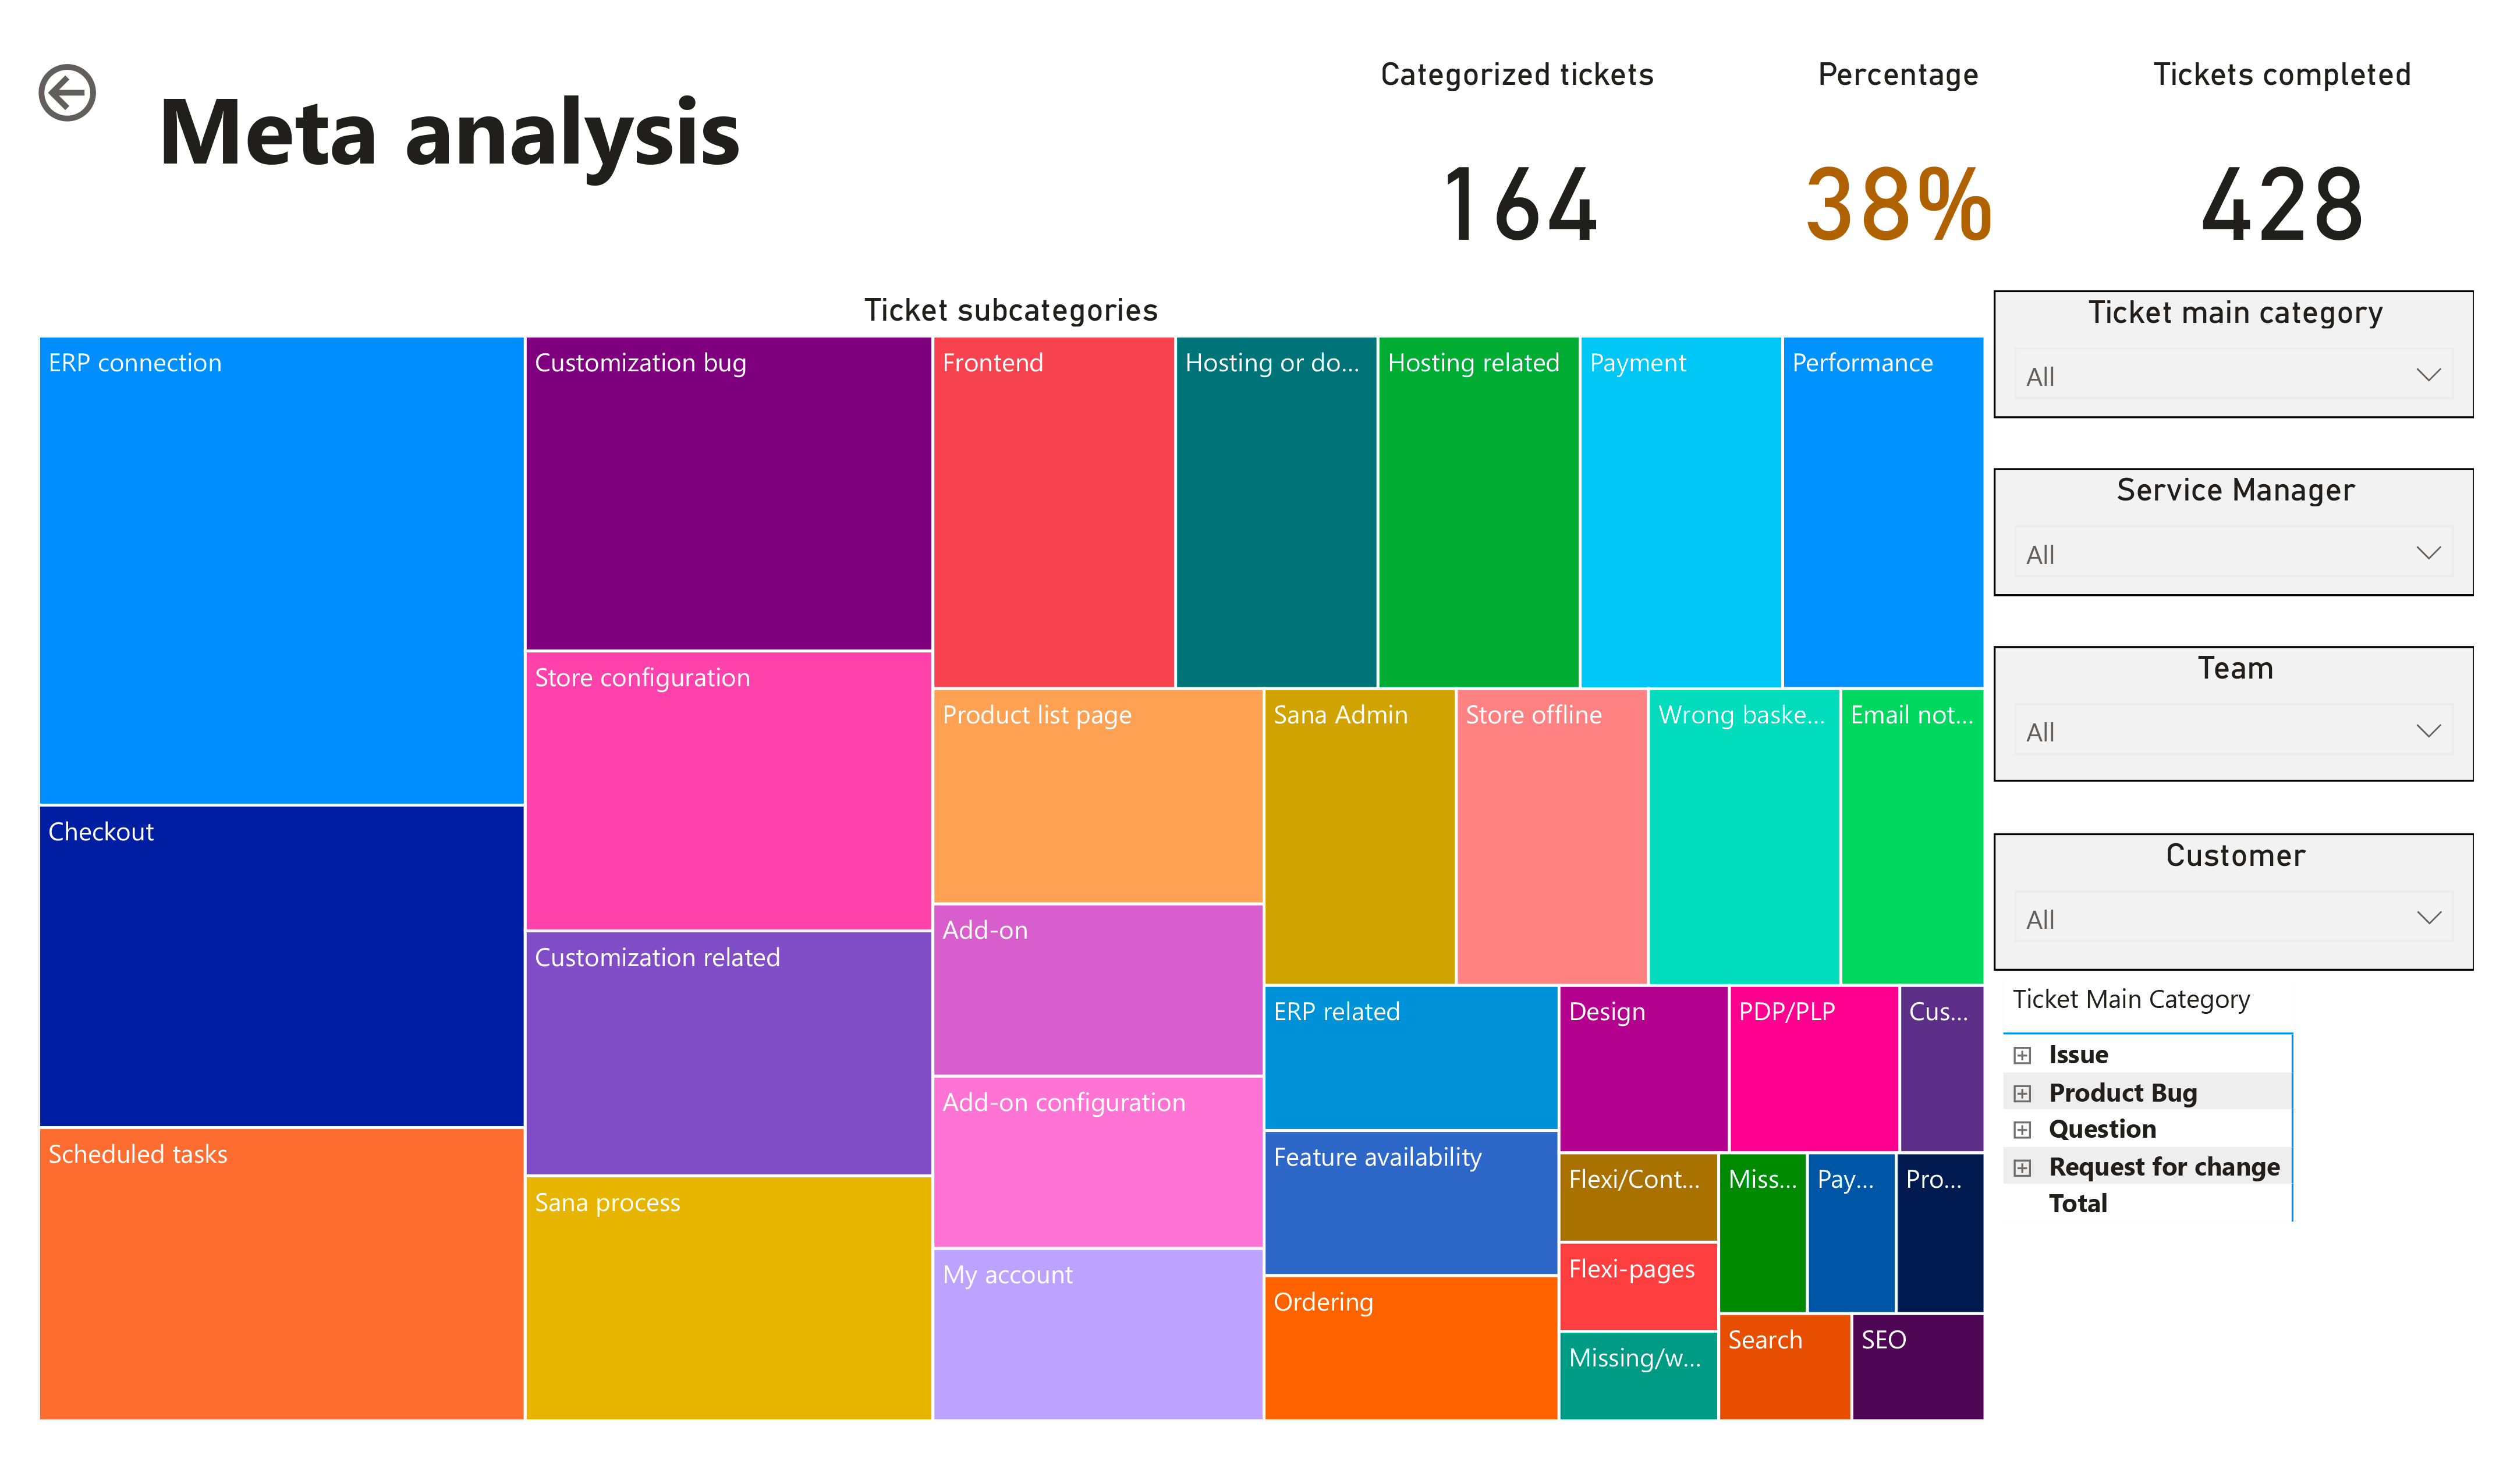 Meta analysis
Categorized tickets
164
Percentage
38%
Tickets completed
428
Ticket subcategories
ERP connection
Checkout
Scheduled tasks
Customization bug
Store configuration
Customization related
Sana process
Frontend
Hosting or do...
Hosting related
Payment
Performance
Product list page
Add-on
Add-on configuration
My account
Sana Admin
Store offline
Wrong baske...
Email not...
ERP related
Feature availability
Ordering
Design
PDP/PLP
Cus...
Flexi/Cont...
Flexi-pages
Missing/w...
Miss...
Pay...
Pro...
Search
SEO
Ticket main category
All
Service Manager
All
Team
All
Customer
All
Ticket Main Category
Issue
Product Bug
Question
Request for change
Total